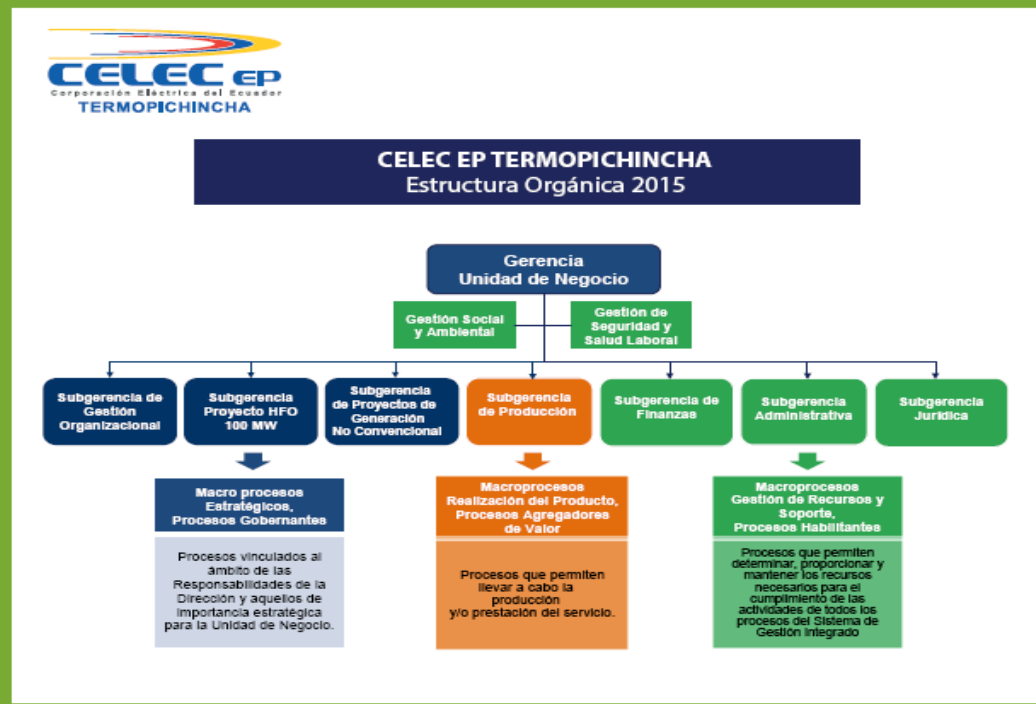 CELEC EP
Corporación Eléctrica del Ecuador
TERMOPICHINCHA
CELEC EP TERMOPICHINCHA
Estructura Orgánica 2015
Gerencia
Unidad de Negocio
Gestión Social
y Ambiental
Gestión de
Seguridad y
Salud Laboral
Subgerencia de
Gestión
Organizacional
Subgerencia
Proyecto HFO
100 MW
Subgerencia
de Proyectos de
Generación
No Convencional
Subgerencia
de Producción
Subgerencia de
Finanzas
Subgerencia
Administrativa
Subgerencia
Jurídica
Macro procesos
Estratégicos,
Procesos Gobernantes
Procesos vinculados al
ámbito de las
Responsabilidades de la
Dirección y aquellos de
importancia estratégica
para la Unidad de Negocio.
Macroprocesos
Realización del Producto,
Procesos Agregadores
de Valor
Procesos que permiten
llevar a cabo la
producción
y/o prestación del servicio.
Macroprocesos
Gestión de Recursos y
Soporte,
Procesos Habilitantes
Procesos que permiten
determinar, proporcionar y
mantener los recursos
necesarios para el
cumplimiento de las
actividades de todos los
procesos del Sistema de
Gestión Integrado